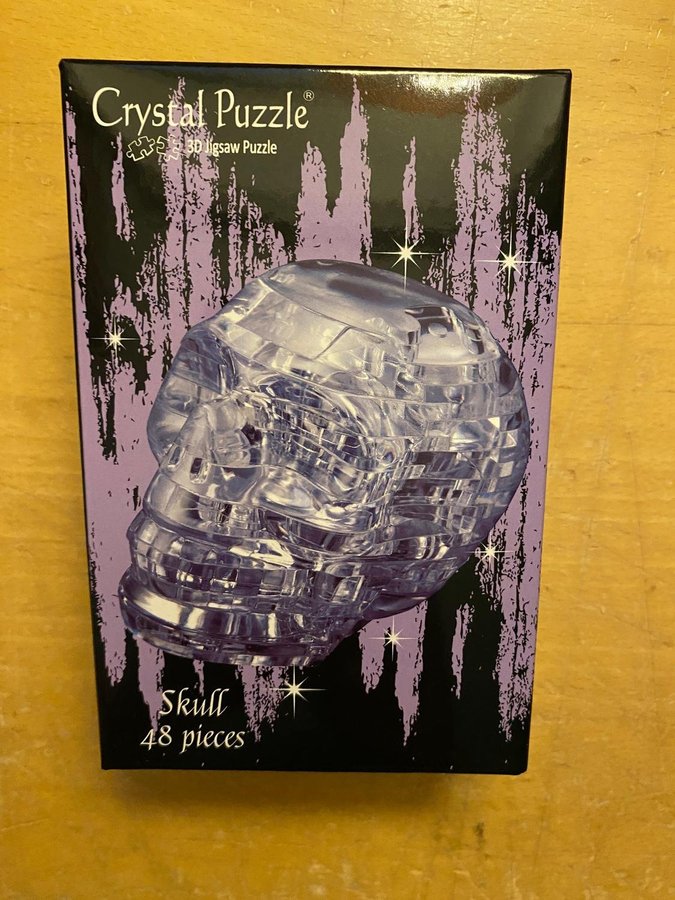 Crystal Puzzle®
3D Jigsaw Puzzle
Skull
48 pieces